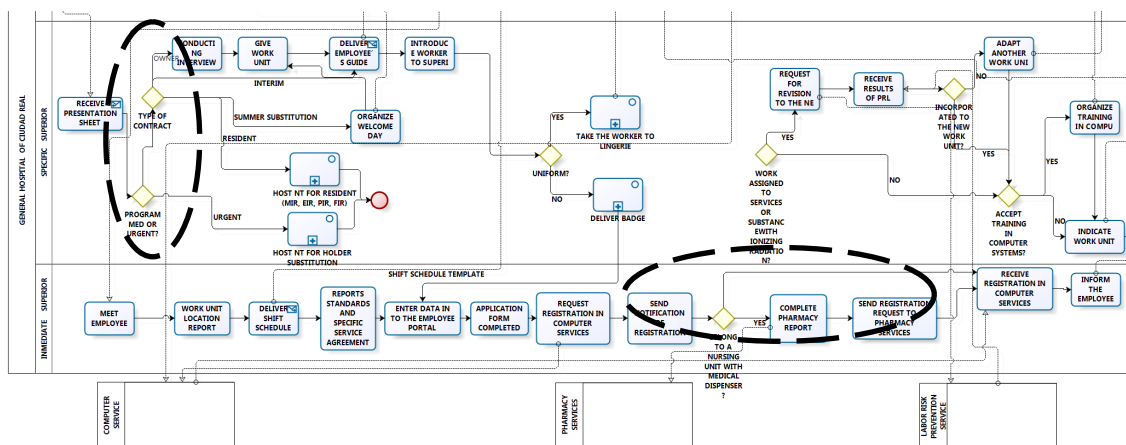 GENERAL HOSPITAL OF CIUDAD REAL
SPECIFIC SUPERIOR
RECEIVE
PRESENTATION
SHEET
OWNER
TYPE OF
CONTRACT
PROGRAM
MED OR
URGENT?
CONDUCTI
NG
INTERVIEW
GIVE
WORK
UNIT
DELIVER
EMPLOYEE'
S GUIDE
INTRODUC
E WORKER
TO SUPERI
INTERIM
SUMMER SUBSTITUTION
ORGANIZE
WELCOME
DAY
RESIDENT
HOST NT FOR RESIDENT
(MIR, EIR, PIR, FIR)
URGENT
HOST NT FOR HOLDER
SUBSTITUTION
UNIFORM?
YES
TAKE THE WORKER TO
LINGERIE
NO
DELIVER BADGE
REQUEST
FOR
REVISION
TO THE NE
RECEIVE
RESULTS
OF PRL
YES
WORK
ASSIGNED
TO
SERVICES
OR
SUBSTANC
EWITH
IONIZING
RADIATIO
N?
NO
INCORPOR
ATED TO
THE NEW
WORK
UNIT?
NO
ADAPT
ANOTHER
WORK UNI
YES
ACCEPT
TRAINING
IN
COMPUTER
SYSTEMS?
YES
ORGANIZE
TRAINING
IN COMPU
NO
INDICATE
WORK UNIT
IMMEDIATE SUPERIOR
MEET
EMPLOYEE
WORK UNIT
LOCATION
REPORT
DELIVER
SHIFT
SCHEDULE
REPORTS
STANDARDS
AND
SPECIFIC
SERVICE
AGREEMENT
SHIFT SCHEDULE TEMPLATE
ENTER DATA IN
TO THE EMPLOYEE
PORTAL
APPLICATION
FORM
COMPLETED
REQUEST
REGISTRATION IN
COMPUTER
SERVICES
SEND
NOTIFICATION
REGISTRATION
TO A
NURSING
UNIT WITH
MEDICAL
DISPENSER
?
YES
COMPLETE
PHARMACY
REPORT
SEND REGISTRATION
REQUEST TO
PHARMACY
SERVICES
RECEIVE
REGISTRATION IN
COMPUTER
SERVICES
INFORM
THE
EMPLOYEE
COMPUTER
SERVICE
PHARMACY
SERVICES
LABOR RISK
PREVENTION
SERVICE